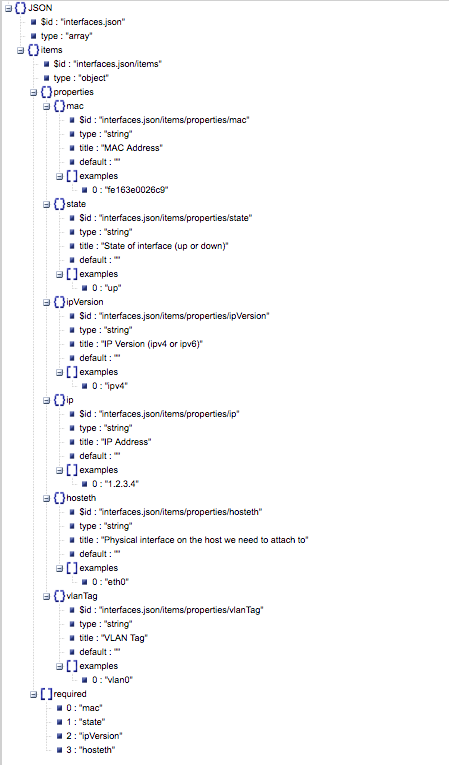 JSON
$id : "interfaces.json"
type : "array"
items
$id : "interfaces.json/items"
type : "object"
properties
mac
$id : "interfaces.json/items/properties/mac"
type : "string"
title : "MAC Address"
default : ""
examples
0 : "fe163e0026c9"
state
$id : "interfaces.json/items/properties/state"
type : "string"
title : "State of interface (up or down)"
default : ""
examples
0 : "up"
ipVersion
$id : "interfaces.json/items/properties/ipVersion"
type : "string"
title : "IP Version (ipv4 or ipv6)"
default : ""
examples
0 : "ipv4"
ip
$id : "interfaces.json/items/properties/ip"
type : "string"
title : "IP Address"
default : ""
examples
0 : "1.2.3.4"
hosteth
$id : "interfaces.json/items/properties/hosteth"
type : "string"
title : "Physical interface on the host we need to attach to"
default : ""
examples
0 : "eth0"
vlanTag
$id : "interfaces.json/items/properties/vlanTag"
type : "string"
title : "VLAN Tag"
default : ""
examples
0 : "vlan0"
required
0 : "mac"
1 : "state"
2 : "ipVersion"
3 : "hosteth"